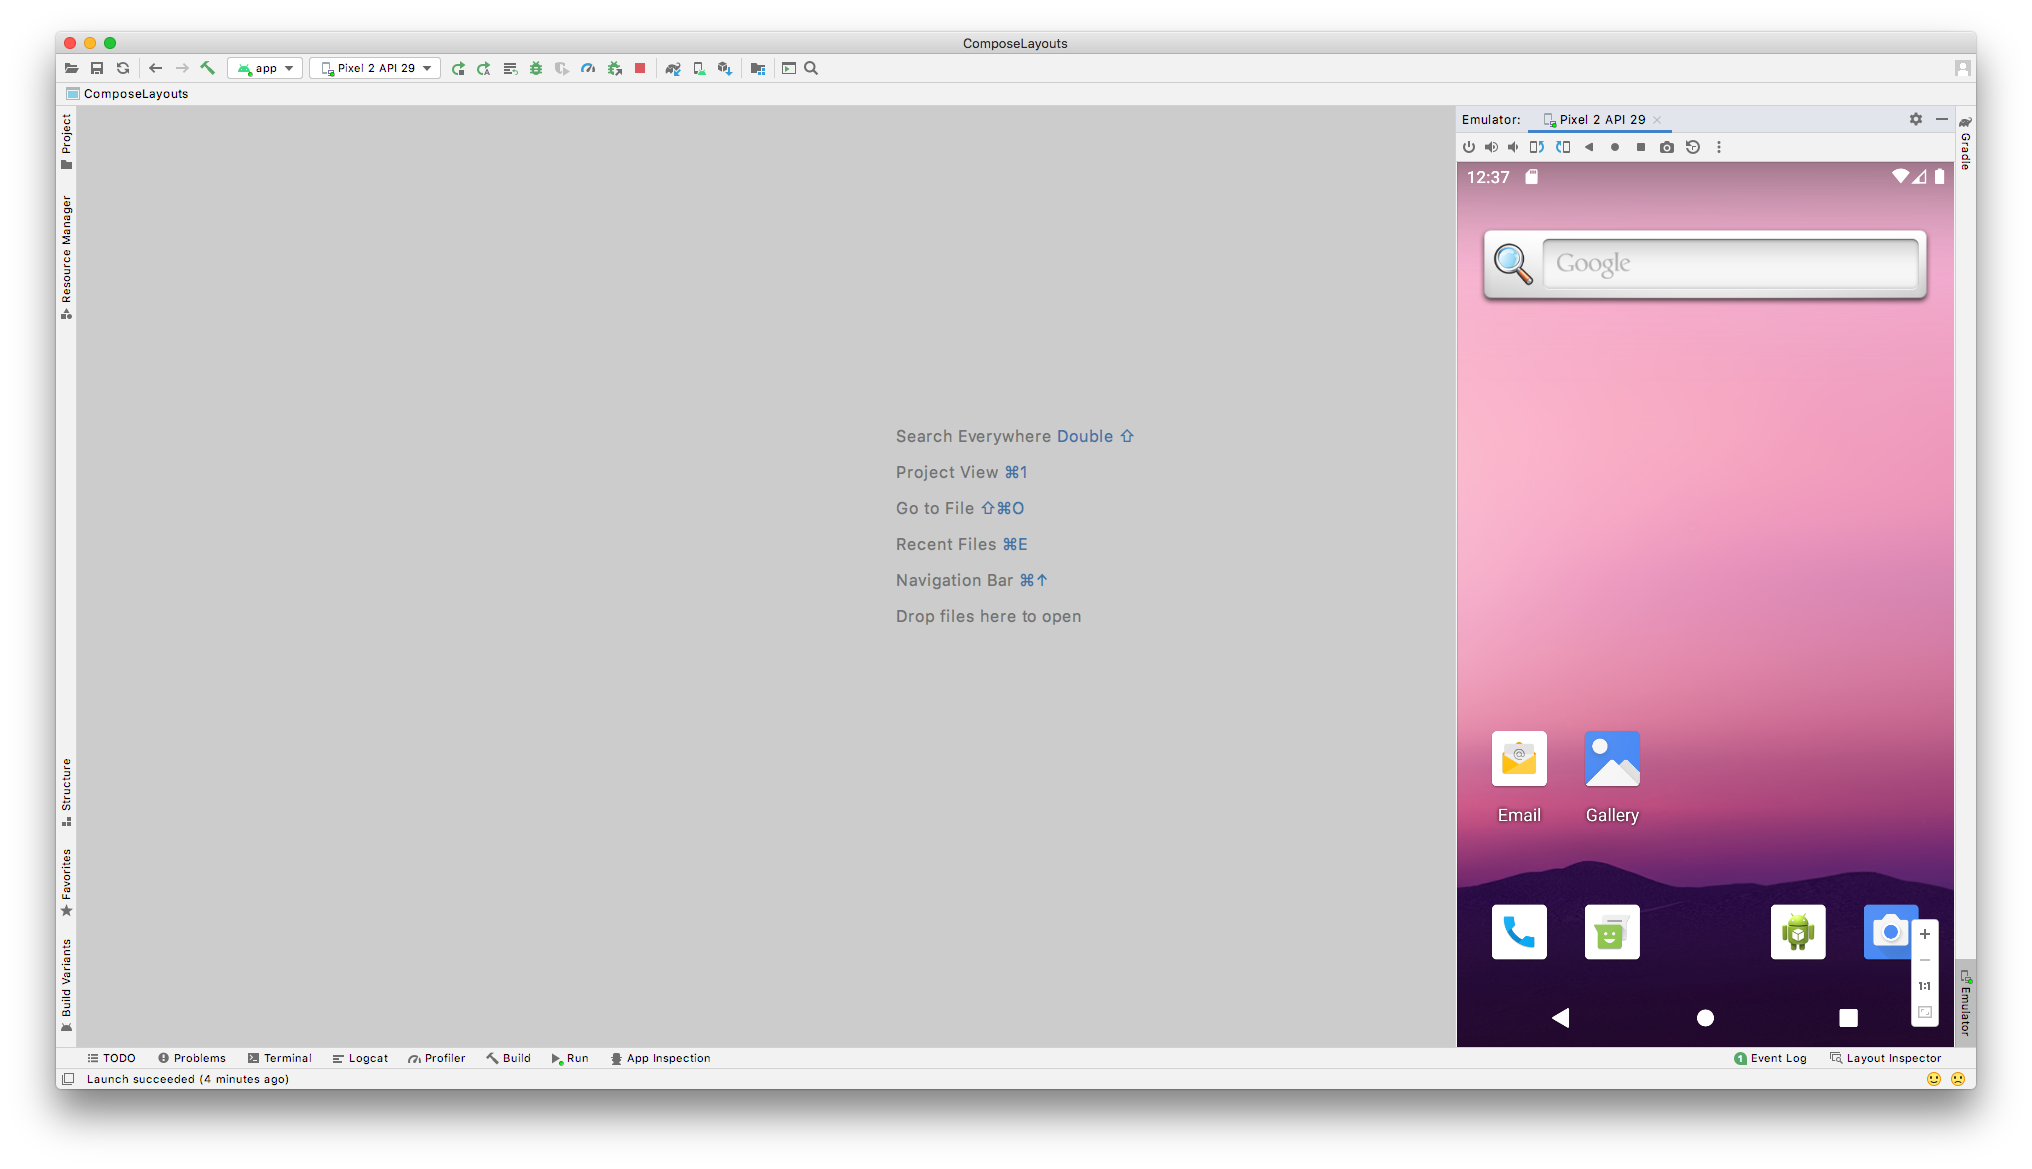 ComposeLayouts
app
Pixel 2 API 29
ComposeLayouts
Project
Resource Manager
Structure
Favorites
Build Variants
Search Everywhere Double ⇧
Project View ⌘1
Go to File ⇧⌘O
Recent Files ⌘E
Navigation Bar ⌘↑
Drop files here to open
Emulator: Pixel 2 API 29
12:37
Google
Email Gallery
1:1
Gradle
Emulator
TODO Problems Terminal Logcat Profiler Build Run App Inspection
1 Event Log Layout Inspector
Launch succeeded (4 minutes ago)